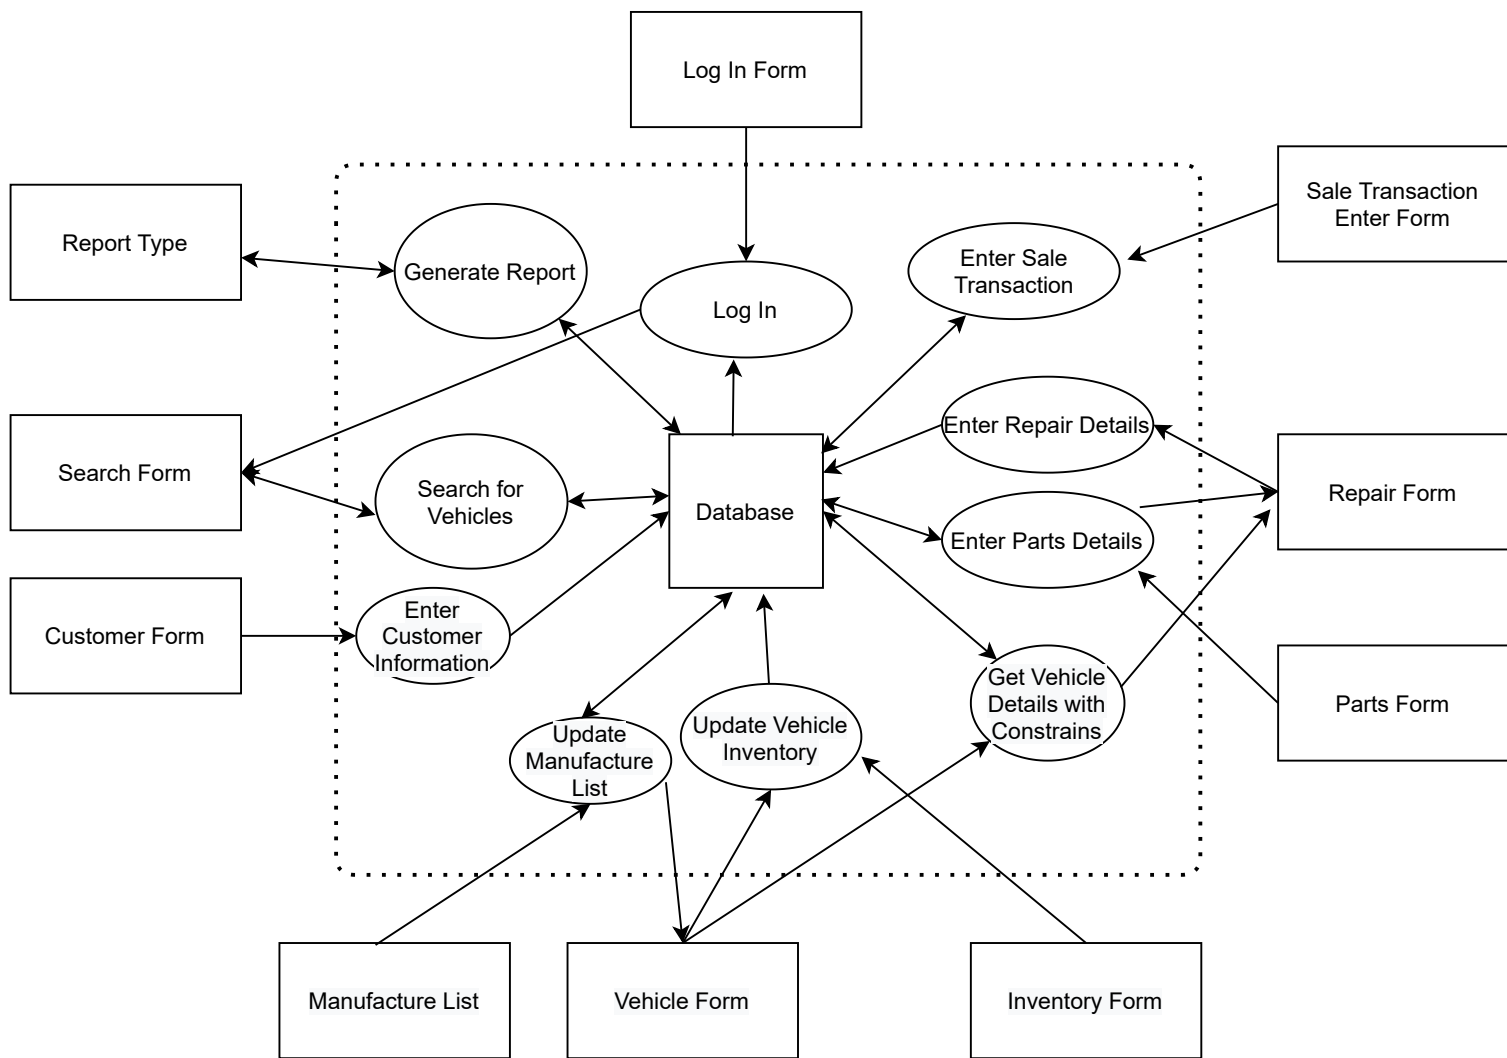 Log In Form
Sale Transaction
Enter Form
Report Type
Generate Report
Enter Sale
Transaction
Log In
Search Form
Search for
Vehicles
Database
Enter Repair Details
Repair Form
Enter Parts Details
Customer Form
Enter
Customer
Information
Get Vehicle
Details with
Constrains
Parts Form
Update
Manufacture
List
Update Vehicle
Inventory
Manufacture List
Vehicle Form
Inventory Form